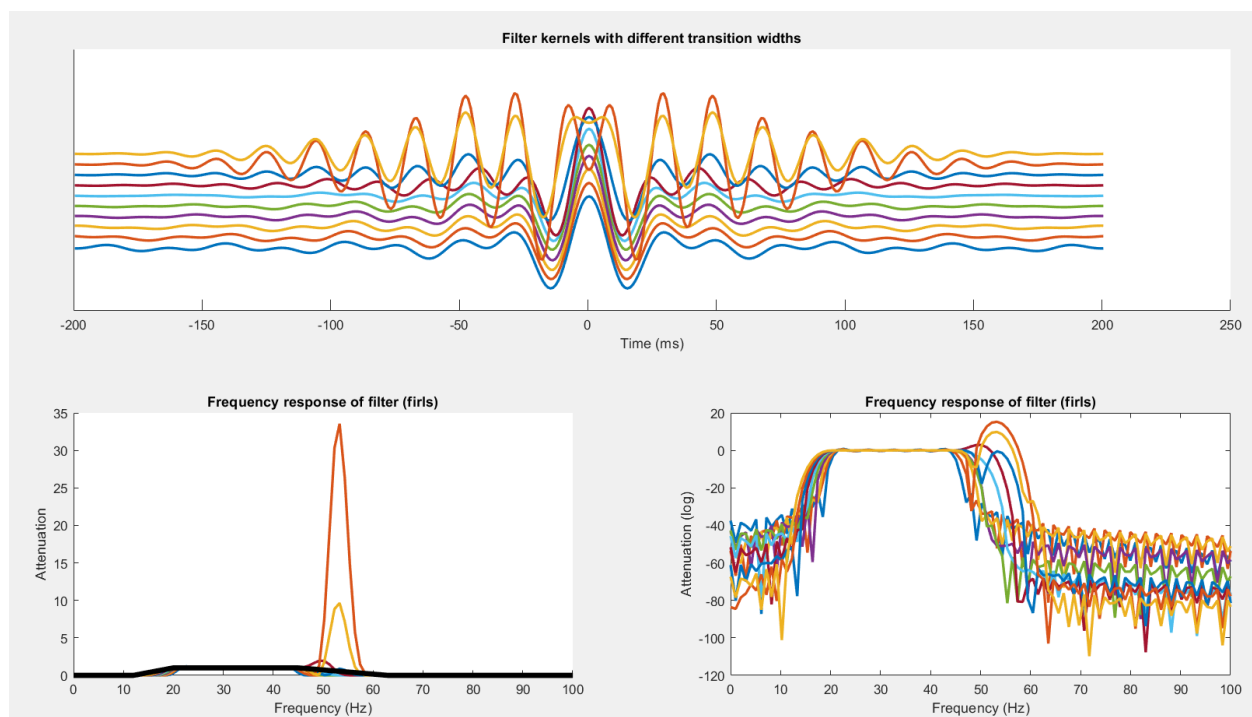 Filter kernels with different transition widths
-200 -150 -100 -50 0 50 100 150 200 250
Time (ms)
Frequency response of filter (firls)
35
30
25
20
15
10
5
0
Attenuation
0 10 20 30 40 50 60 70 80 90 100
Frequency (Hz)
Frequency response of filter (firls)
20
0
-20
-40
-60
-80
-100
-120
Attenuation (log)
0 10 20 30 40 50 60 70 80 90 100
Frequency (Hz)